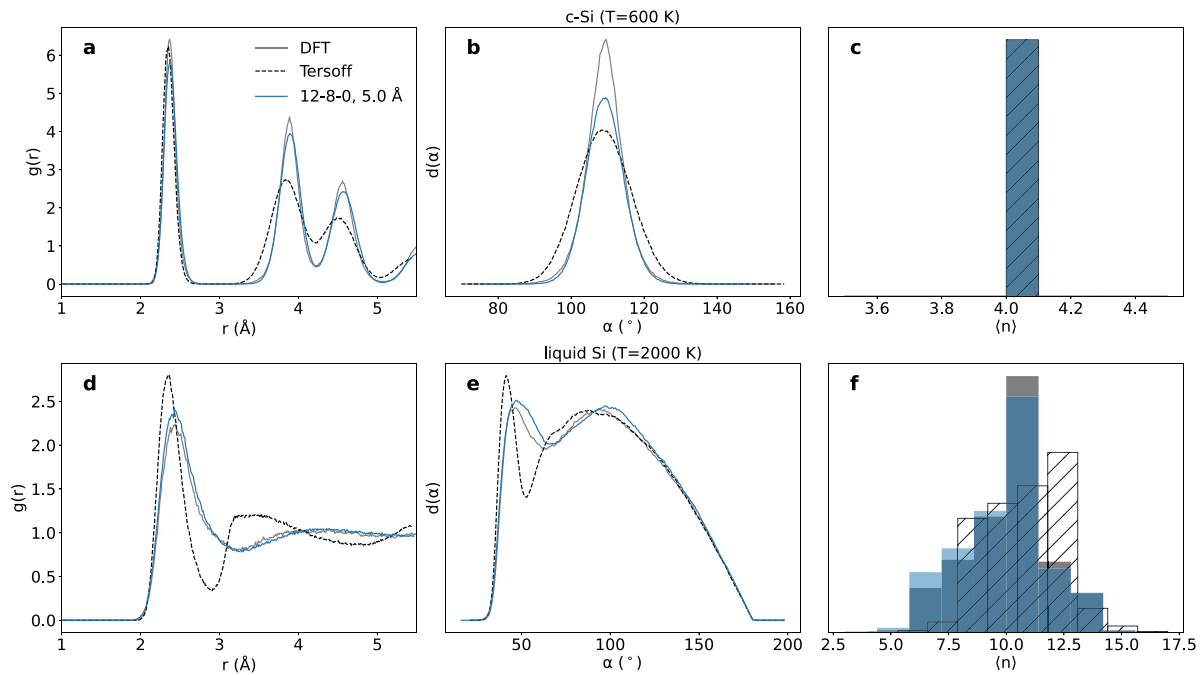 c-Si (T=600 K)
a
DFT
Tersoff
12-8-0, 5.0 Å
g(r)
6
5
4
3
2
1
0
1 2 3 4 5
r (Å)
b
d(α)
80 100 120 140 160
α (°)
c
3.6 3.8 4.0 4.2 4.4
⟨n⟩
liquid Si (T=2000 K)
d
g(r)
2.5
2.0
1.5
1.0
0.5
0.0
1 2 3 4 5
r (Å)
e
d(α)
50 100 150 200
α (°)
f
2.5 5.0 7.5 10.0 12.5 15.0 17.5
⟨n⟩